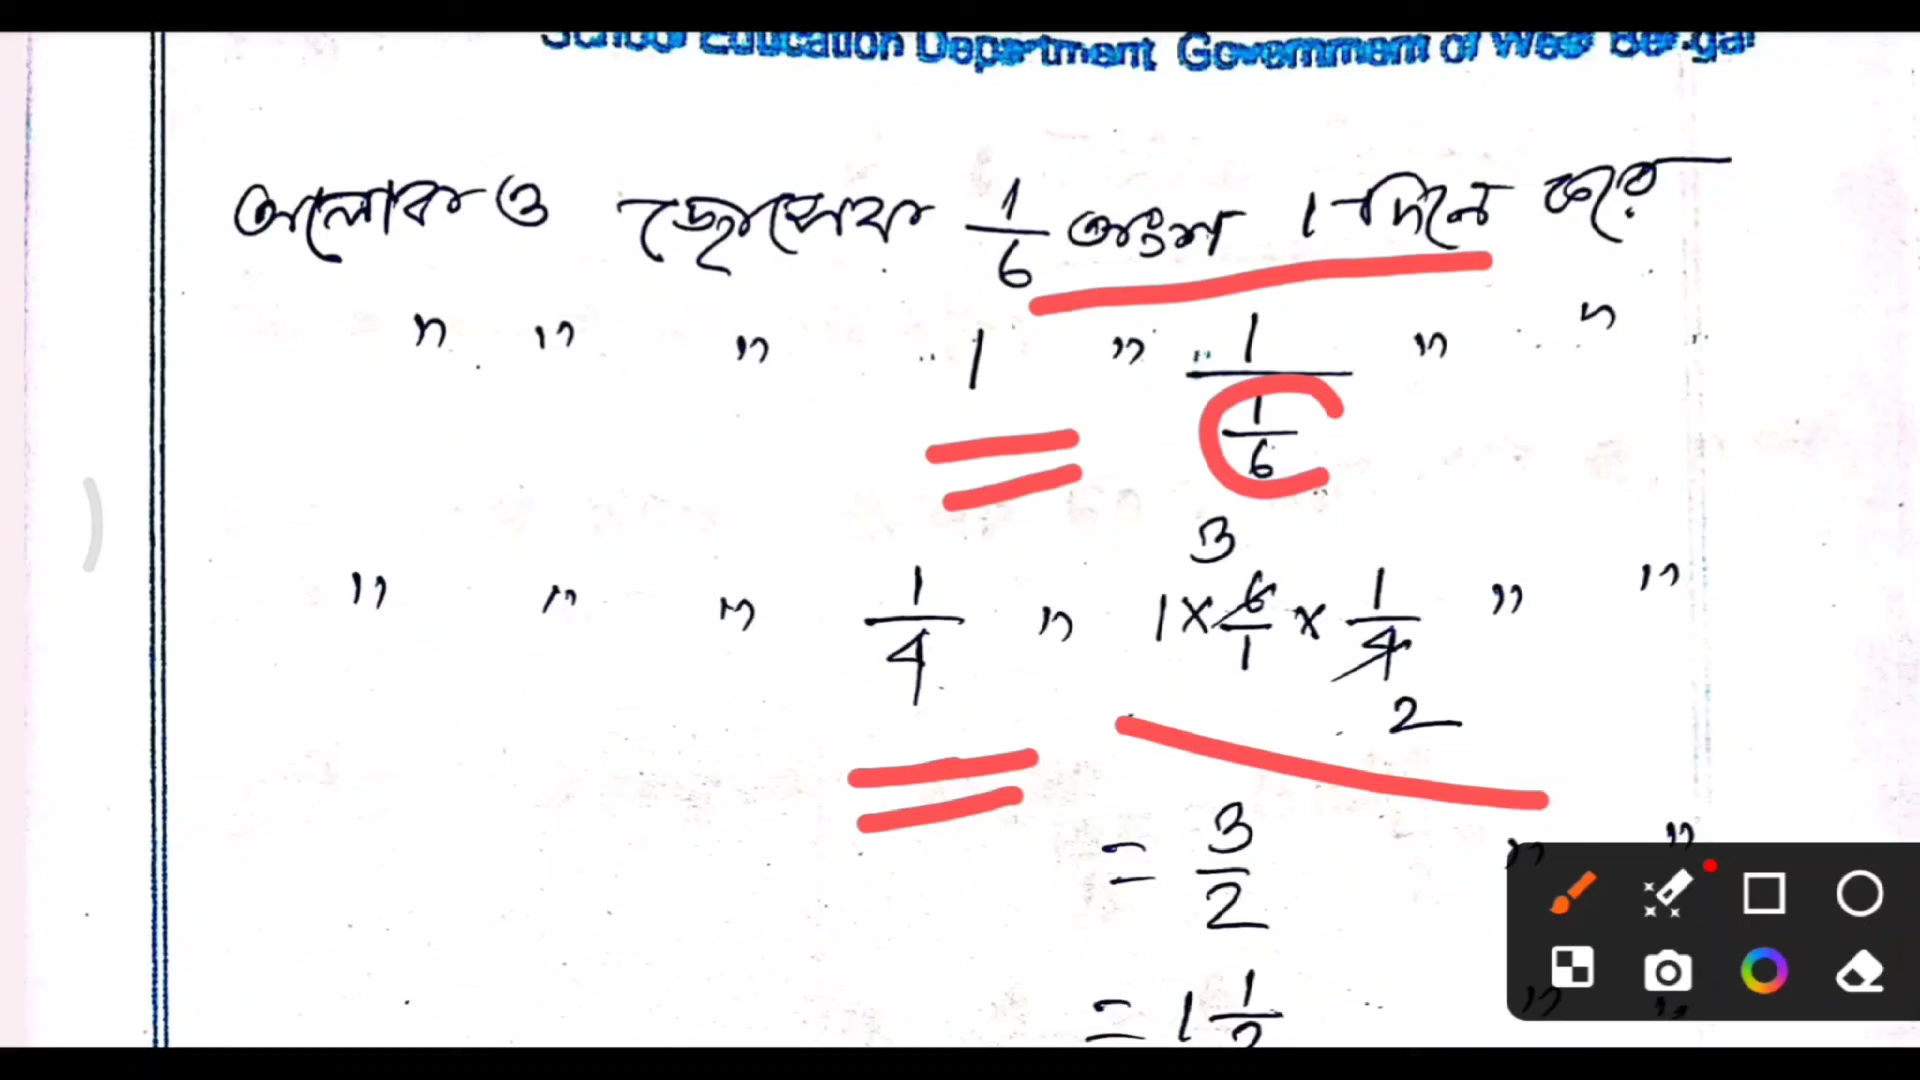 School Education Department Government of West Bengal
অলোক ও জোসেফ 1/6 অংশ 1 দিনে করে
" " " 1 " 1/(1/6) " "
3
" " " 1/4 " 1×6/1×1/4 " "
2
= 3/2 " "
= 1 1/2 " "